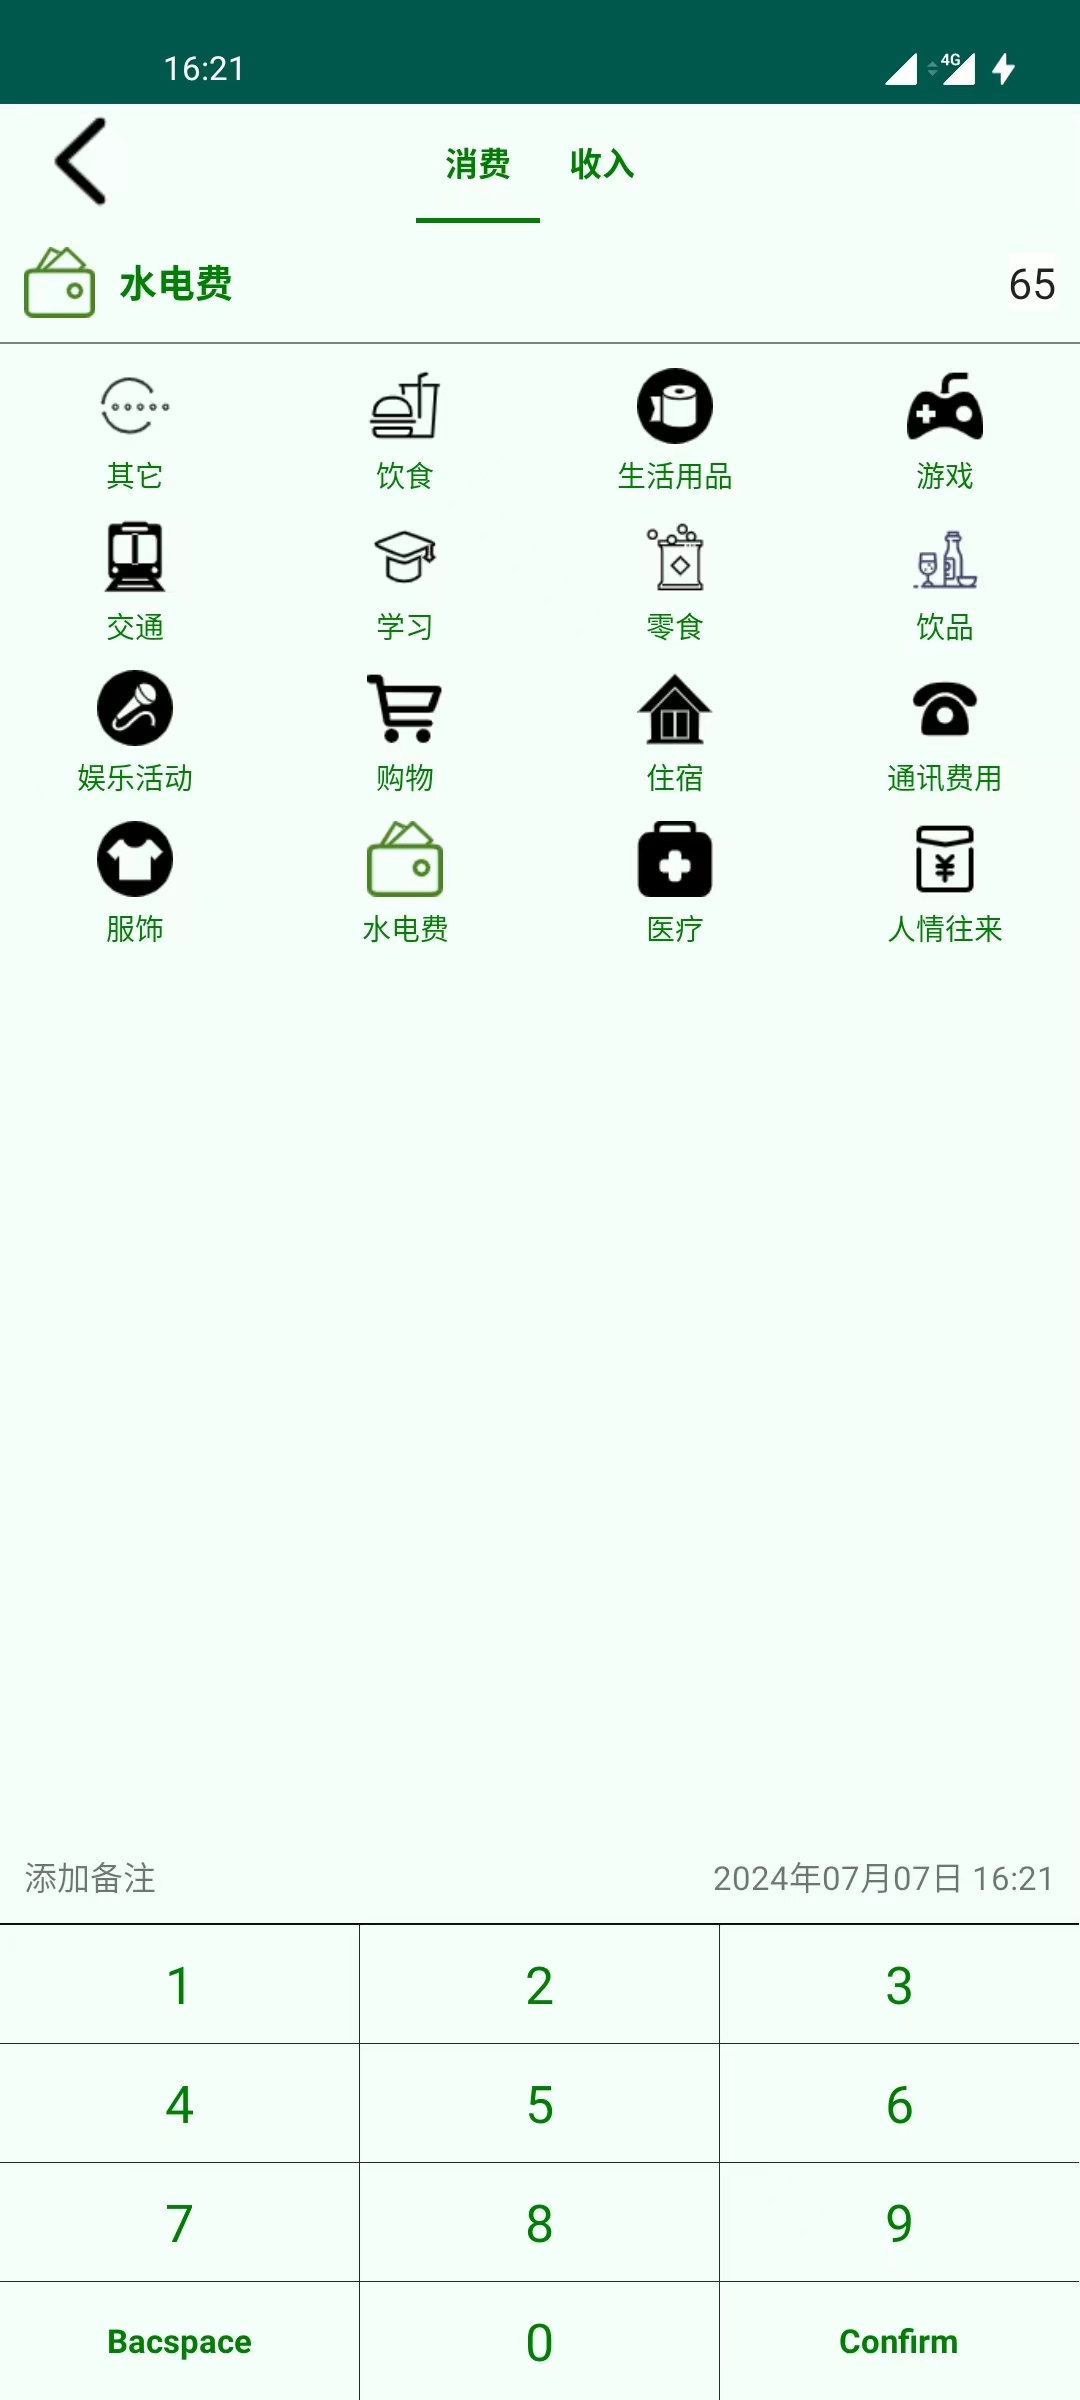 16:21
4G
消费 收入
水电费 65
其它 饮食 生活用品 游戏
交通 学习 零食 饮品
娱乐活动 购物 住宿 通讯费用
¥
服饰 水电费 医疗 人情往来
添加备注 2024年07月07日 16:21
1 2 3
4 5 6
7 8 9
Bacspace 0 Confirm